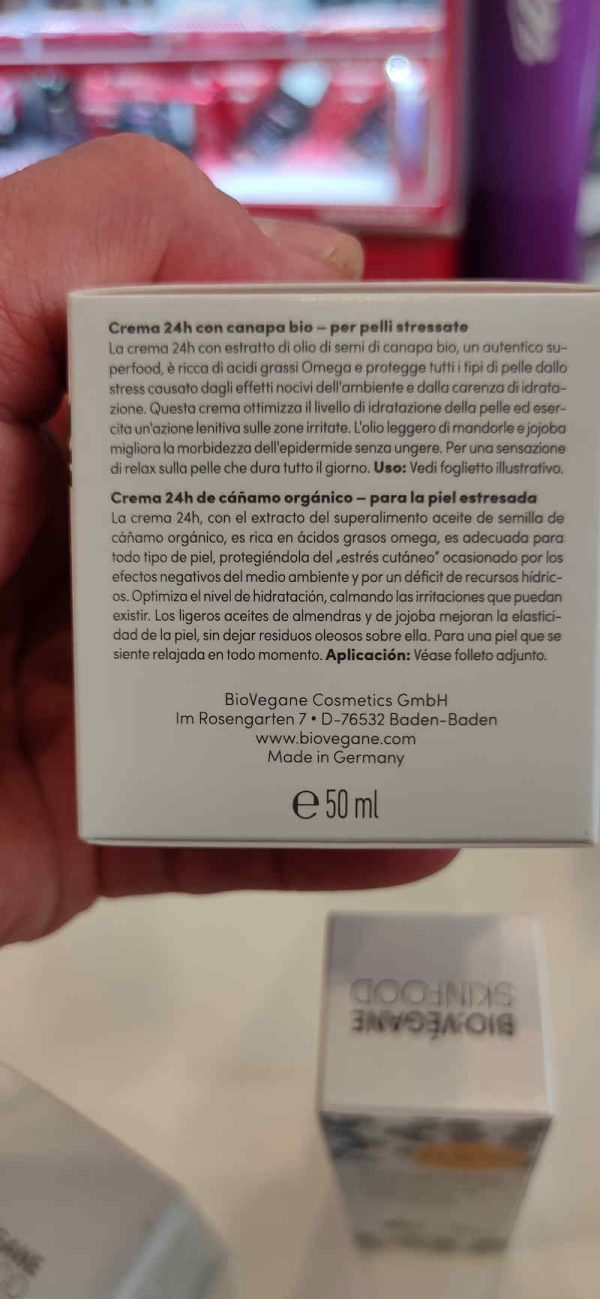 Crema 24h con canapa bio – per pelli stressate
La crema 24h con estratto di olio di semi di canapa bio, un autentico su-
perfood, è ricca di acidi grassi Omega e protegge tutti i tipi di pelle dallo
stress causato dagli effetti nocivi dell'ambiente e dalla carenza di idrata-
zione. Questa crema ottimizza il livello di idratazione della pelle ed eser-
cita un'azione lenitiva sulle zone irritate. L'olio leggero di mandorle e jojoba
migliora la morbidezza dell'epidermide senza ungere. Per una sensazione
di relax sulla pelle che dura tutto il giorno. Uso: Vedi foglietto illustrativo.
Crema 24h de cáñamo orgánico – para la piel estresada
La crema 24h, con el extracto del superalimento aceite de semilla de
cáñamo orgánico, es rica en ácidos grasos omega, es adecuada para
todo tipo de piel, protegiéndola del „estrés cutáneo" ocasionado por los
efectos negativos del medio ambiente y por un déficit de recursos hídric-
os. Optimiza el nivel de hidratación, calmando las irritaciones que puedan
existir. Los ligeros aceites de almendras y de jojoba mejoran la elastici-
dad de la piel, sin dejar residuos oleosos sobre ella. Para una piel que se
siente relajada en todo momento. Aplicación: Véase folleto adjunto.
BioVegane Cosmetics GmbH
Im Rosengarten 7 • D-76532 Baden-Baden
www.biovegane.com
Made in Germany
℮ 50 ml
BIO:VÉGANE
SKINFOOD